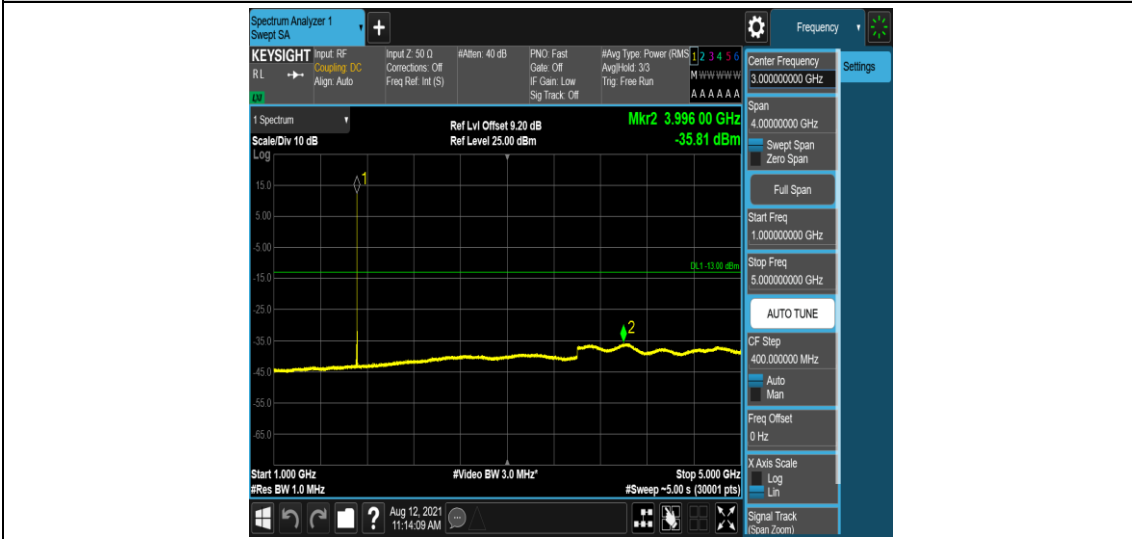 Spectrum Analyzer 1
Swept SA
+
Frequency
KEYSIGHT
RL
Input: RF
Coupling: DC
Align: Auto
Input Z: 50 Ω
Corrections: Off
Freq Ref: Int (S)
#Atten: 40 dB
PNO: Fast
Gate: Off
IF Gain: Low
Sig Track: Off
#Avg Type: Power (RMS
Avg|Hold: 3/3
Trig: Free Run
1 2 3 4 5 6
M W W W W W
A A A A A A
1 Spectrum
Scale/Div 10 dB
Log
Ref Lvl Offset 9.20 dB
Ref Level 25.00 dBm
Mkr2 3.996 00 GHz
-35.81 dBm
15.0
5.00
-5.00
-15.0
-25.0
-35.0
-45.0
-55.0
-65.0
1
DL1 -13.00 dBm
2
Start 1.000 GHz
#Res BW 1.0 MHz
#Video BW 3.0 MHz*
Stop 5.000 GHz
#Sweep ~5.00 s (30001 pts)
?
Aug 12, 2021
11:14:09 AM
Center Frequency
3.000000000 GHz
Settings
Span
4.00000000 GHz
Swept Span
Zero Span
Full Span
Start Freq
1.000000000 GHz
Stop Freq
5.000000000 GHz
AUTO TUNE
CF Step
400.000000 MHz
Auto
Man
Freq Offset
0 Hz
X Axis Scale
Log
Lin
Signal Track
(Span Zoom)